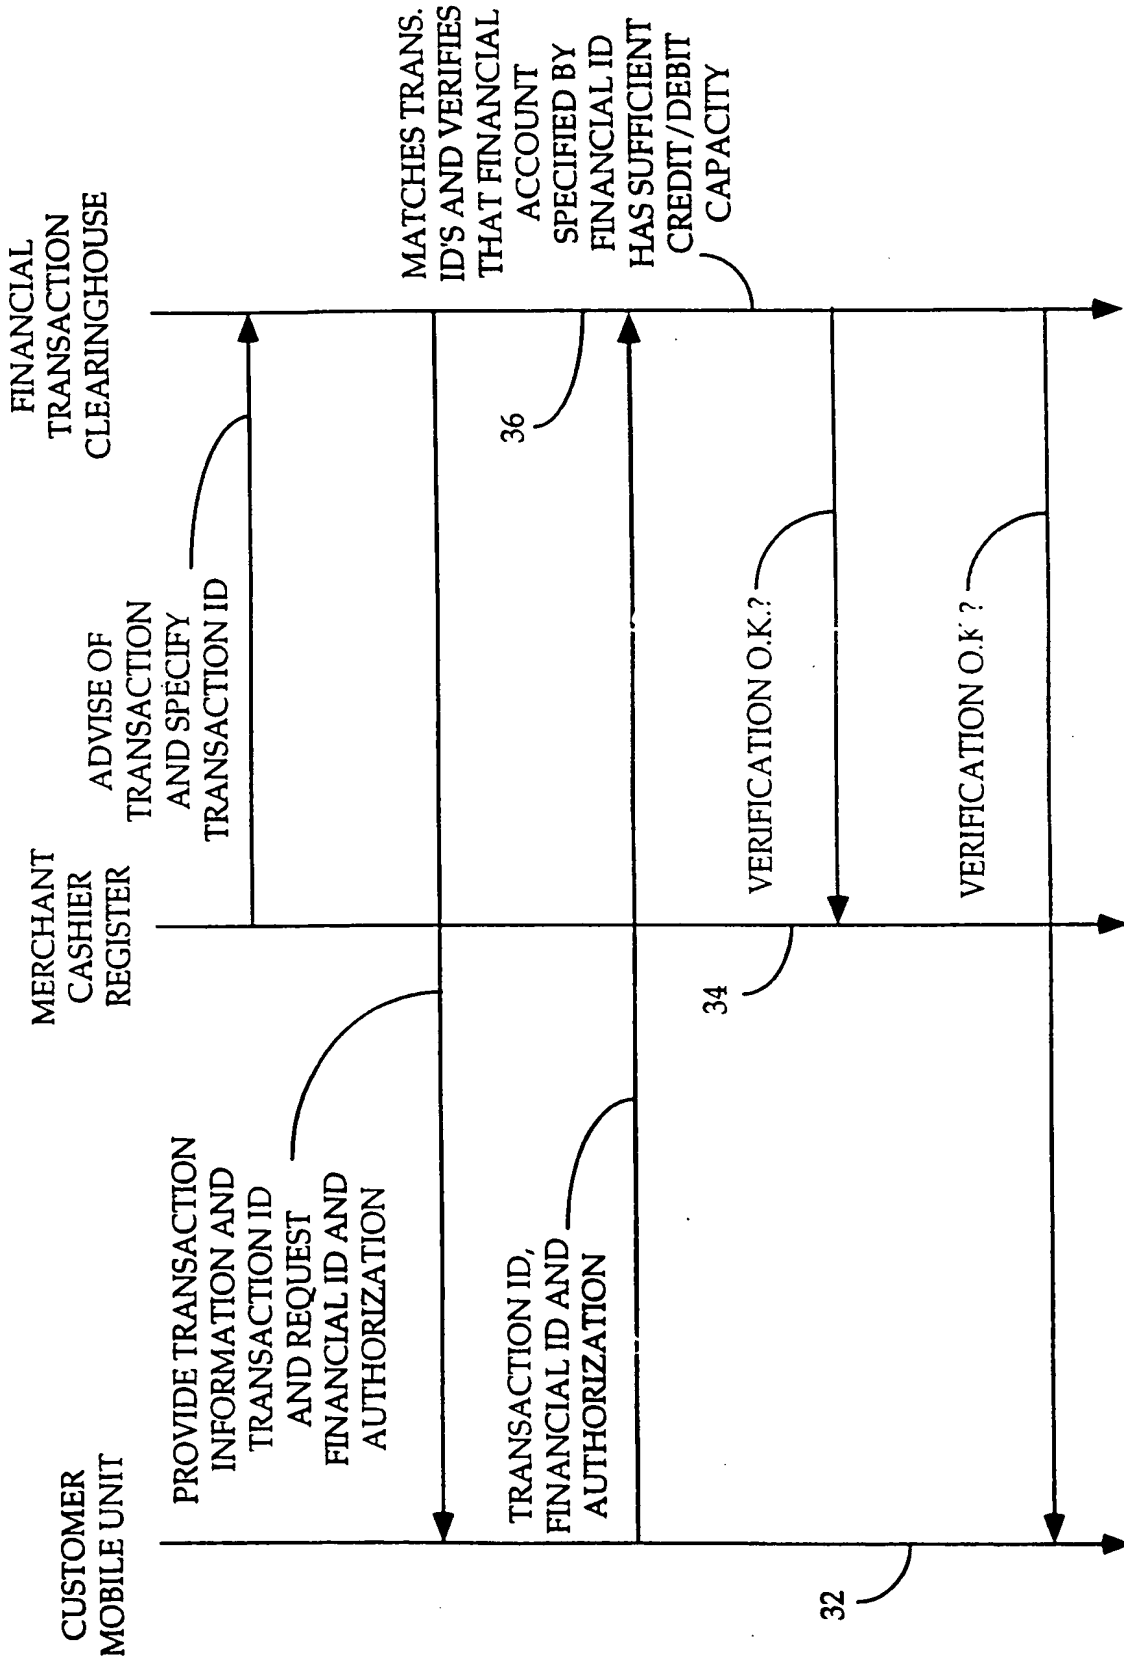 CUSTOMER
MOBILE UNIT
MERCHANT
CASHIER
REGISTER
FINANCIAL
TRANSACTION
CLEARINGHOUSE
ADVISE OF
TRANSACTION
AND SPECIFY
TRANSACTION ID
PROVIDE TRANSACTION
INFORMATION AND
TRANSACTION ID
AND REQUEST
FINANCIAL ID AND
AUTHORIZATION
MATCHES TRANS.
ID'S AND VERIFIES
THAT FINANCIAL
ACCOUNT
SPECIFIED BY
FINANCIAL ID
HAS SUFFICIENT
CREDIT/DEBIT
CAPACITY
36
TRANSACTION ID,
FINANCIAL ID AND
AUTHORIZATION
34
VERIFICATION O.K.?
32
VERIFICATION O.K ?